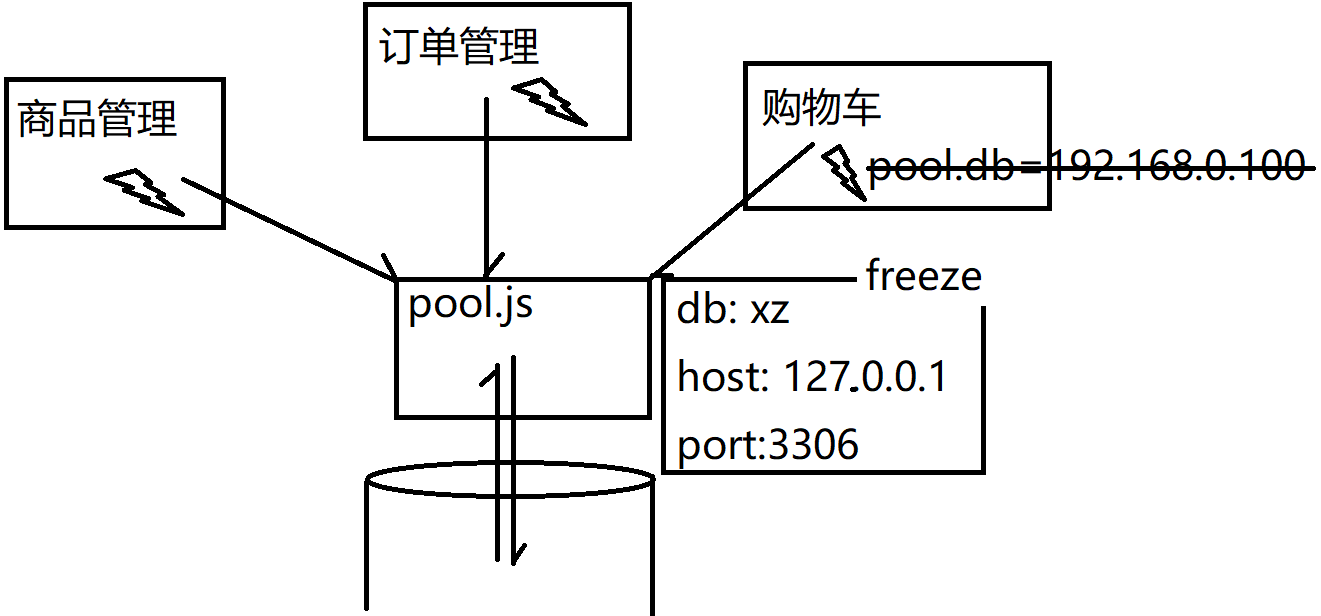 订单管理
商品管理
购物车
pool.db=192.168.0.100
freeze
pool.js
db: xz
host: 127.0.0.1
port:3306